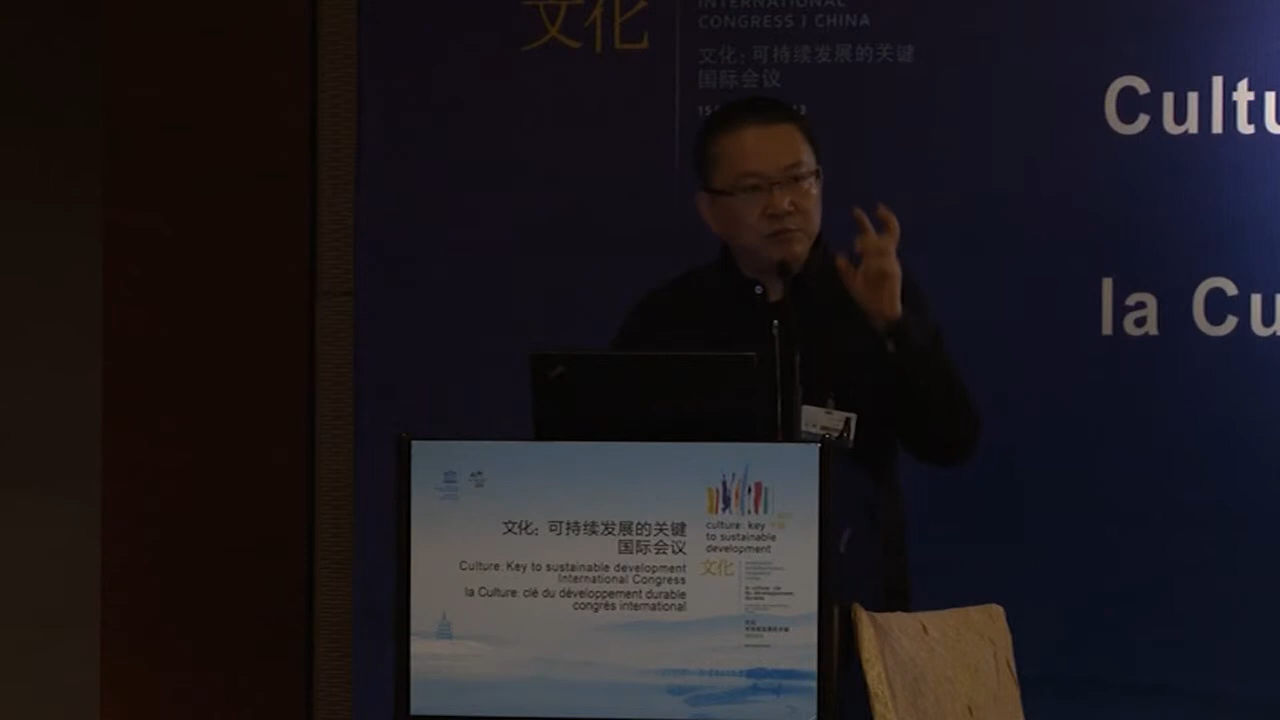 文化
INTERNATIONAL
CONGRESS | CHINA
文化：可持续发展的关键
国际会议
Cultu
la Cu
文化：可持续发展的关键
国际会议
Culture: Key to sustainable development
International Congress
la Culture: clé du développement durable
congrès international
culture: key
to sustainable
development
文化